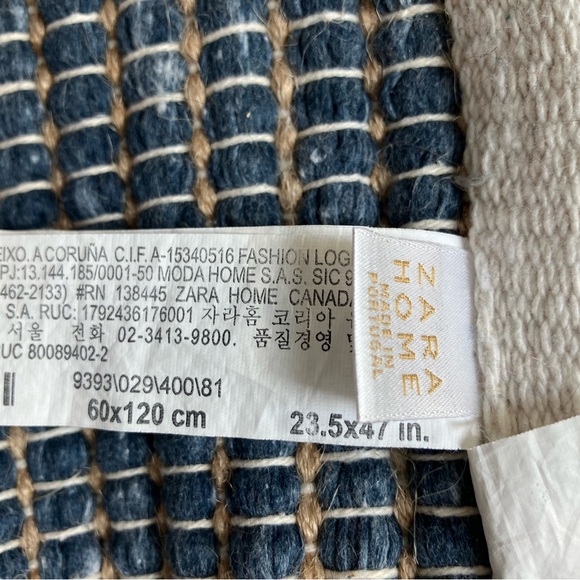 EIXO. A CORUÑA C.I.F. A-15340516 FASHION LOG
PJ:13.144.185/0001-50 MODA HOME S.A.S. SIC 9
462-2133) #RN 138445 ZARA HOME CANADA
S.A. RUC: 1792436176001 자라홈 코리아
서울 전화 02-3413-9800. 품질경영 및
RUC 80089402-2
9393\029\400\81
60x120 cm
23.5x47 in.
ZARA
HOME
MADE IN
PORTUGAL